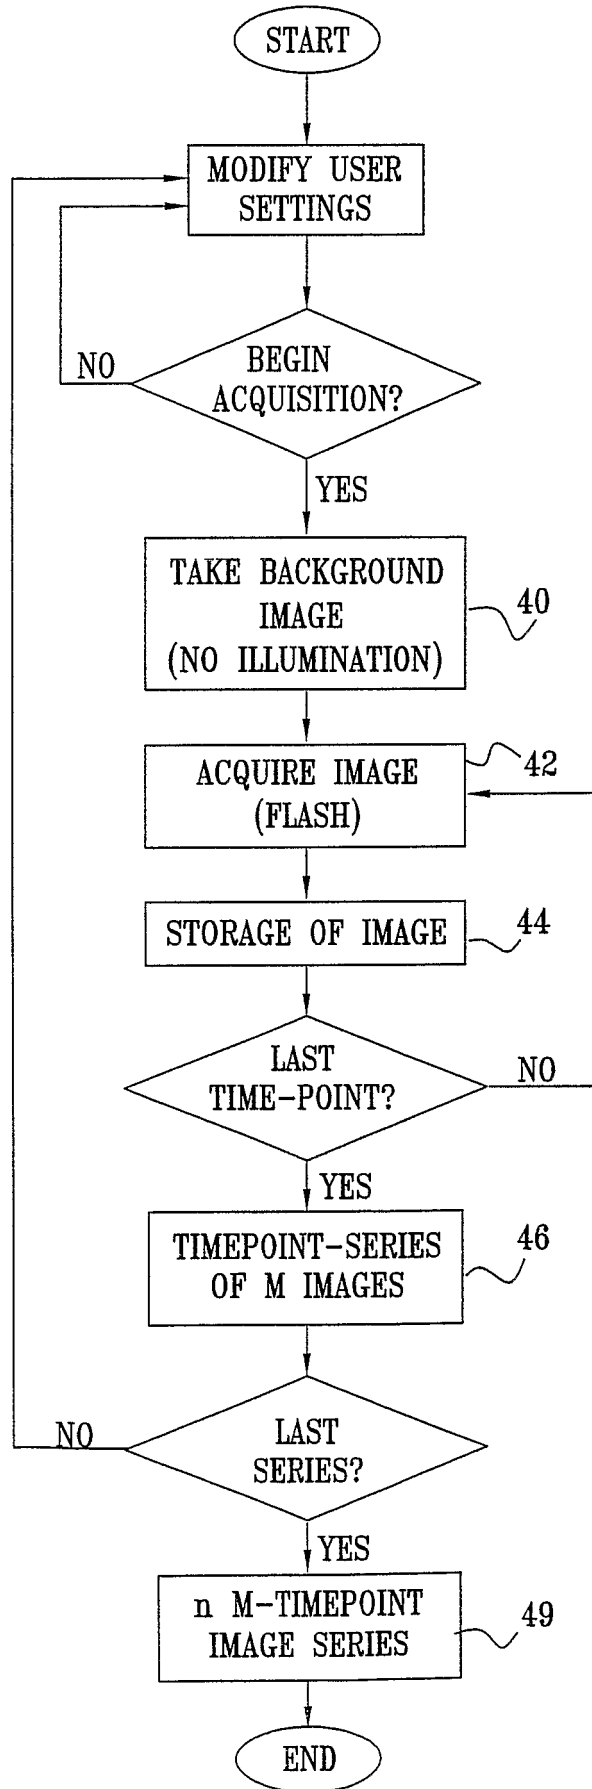 START
MODIFY USER
SETTINGS
NO
BEGIN
ACQUISITION?
YES
TAKE BACKGROUND
IMAGE
(NO ILLUMINATION)
40
ACQUIRE IMAGE
(FLASH)
42
STORAGE OF IMAGE
44
LAST
TIME-POINT?
NO
YES
TIMEPOINT-SERIES
OF M IMAGES
46
NO
LAST
SERIES?
YES
n M-TIMEPOINT
IMAGE SERIES
49
END